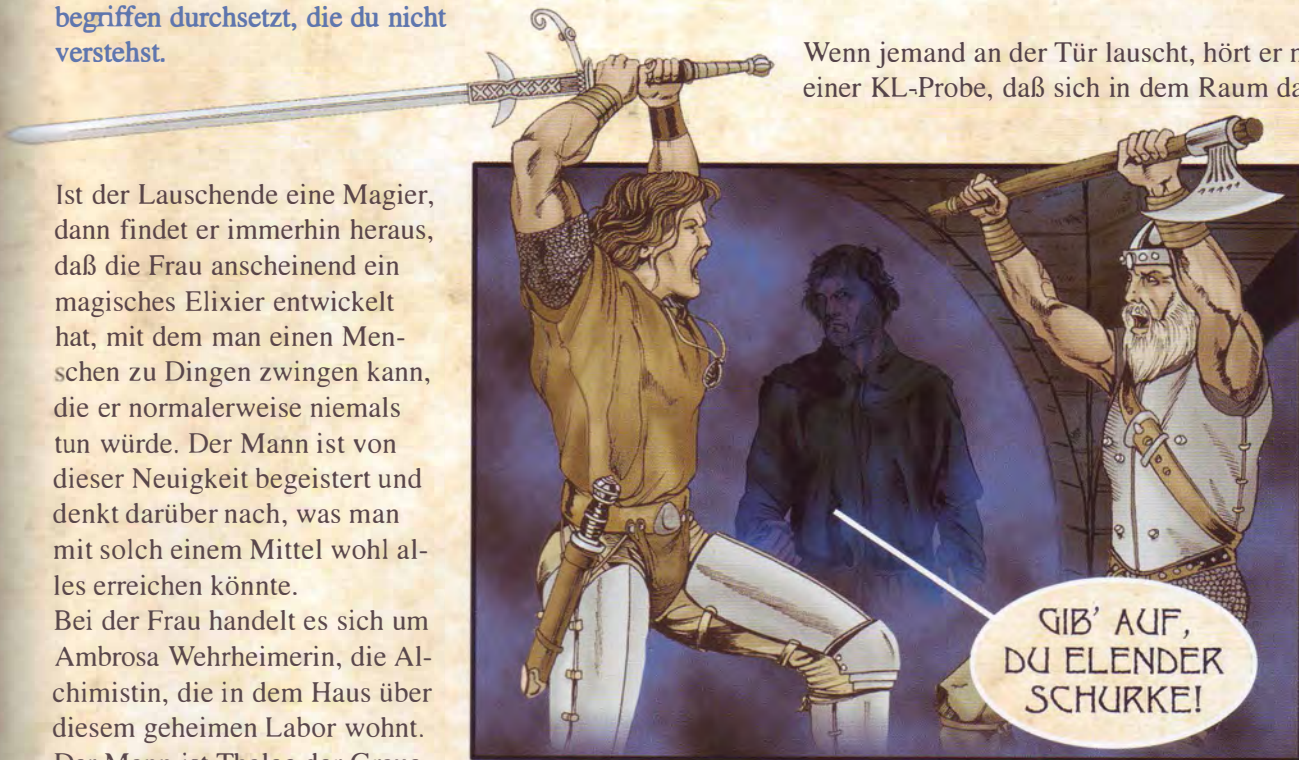 begriffen durchsetzt, die du nicht
verstehst.
Ist der Lauschende eine Magier,
dann findet er immerhin heraus,
daß die Frau anscheinend ein
magisches Elixier entwickelt
hat, mit dem man einen Men-
schen zu Dingen zwingen kann,
die er normalerweise niemals
tun würde. Der Mann ist von
dieser Neuigkeit begeistert und
denkt darüber nach, was man
mit solch einem Mittel wohl al-
les erreichen könnte.
Bei der Frau handelt es sich um
Ambrosa Wehrheimerin, die Al-
chimistin, die in dem Haus über
diesem geheimen Labor wohnt.
Der Mann ist der
Wenn jemand an der Tür lauscht, hört er
einer KL-Probe, daß sich in dem Raum
GIB' AUF,
DU ELENDER
SCHURKE!